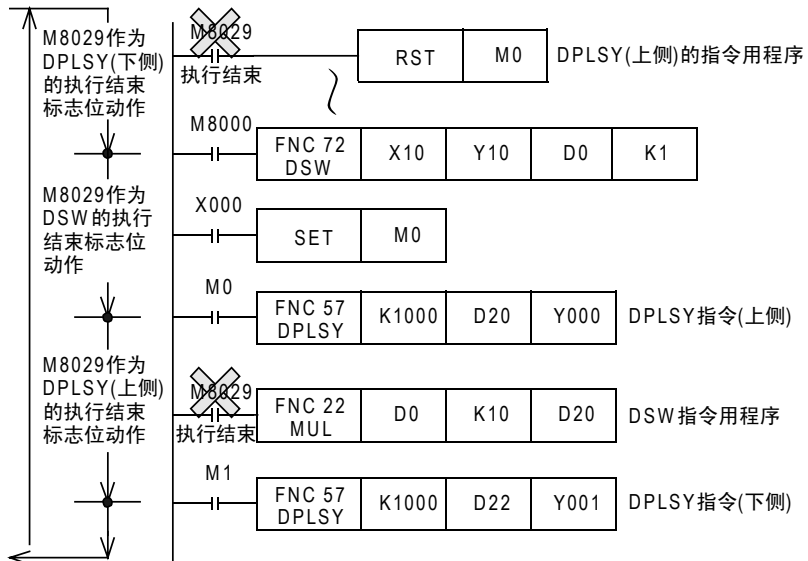 M8029作为
DPLSY(下侧)
的执行结束
标志位动作
M8029
执行结束
RST M0 DPLSY(上侧)的指令用程序
M8000
FNC 72
DSW X10 Y10 D0 K1
M8029作为
DSW的执行
结束标志位
动作
X000
SET M0
M0
FNC 57
DPLSY K1000 D20 Y000 DPLSY指令(上侧)
M8029作为
DPLSY(上侧)
的执行结束
标志位动作
M8029
执行结束
FNC 22
MUL D0 K10 D20 DSW指令用程序
M1
FNC 57
DPLSY K1000 D22 Y001 DPLSY指令(下侧)